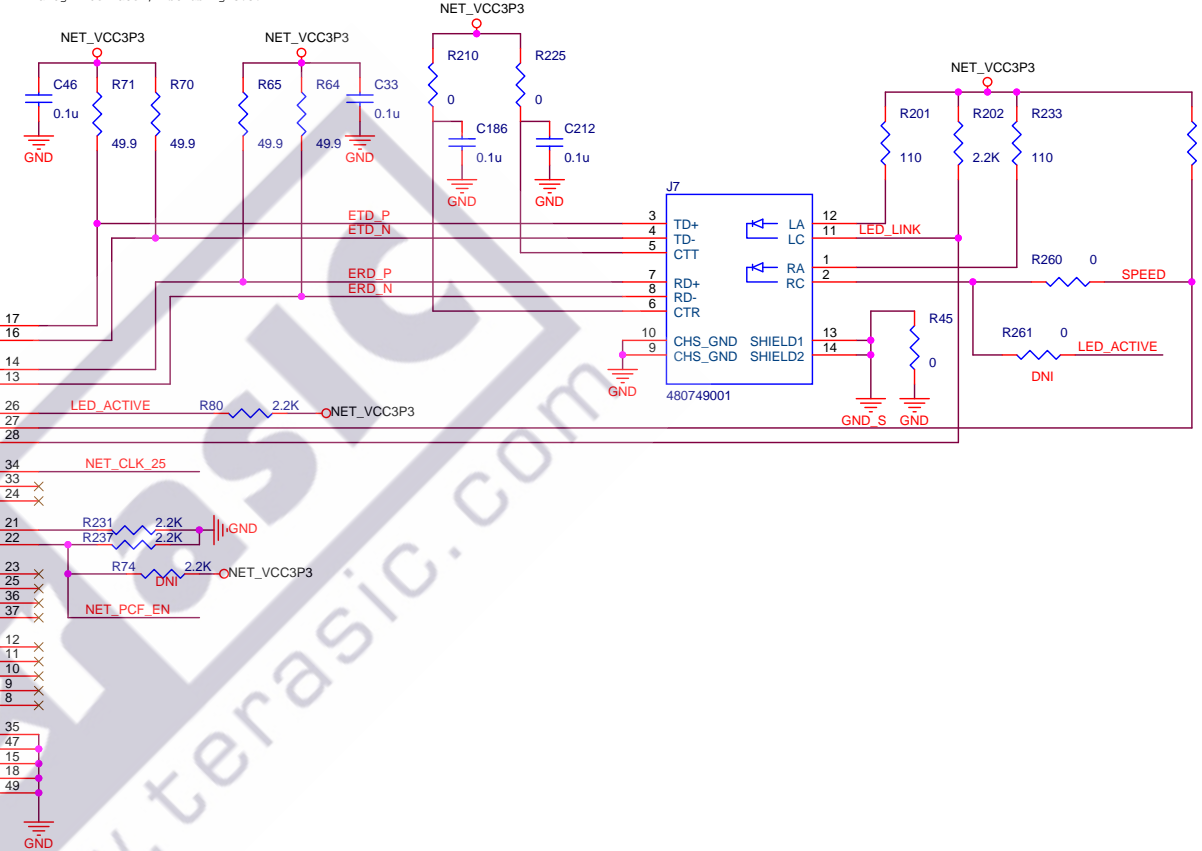 NET_VCC3P3
NET_VCC3P3
NET_VCC3P3
NET_VCC3P3
C46
0.1u
GND
R71
49.9
R70
49.9
R65
49.9
R64
49.9
C33
0.1u
GND
R210
0
C186
0.1u
GND
R225
0
C212
0.1u
GND
R201
110
R202
2.2K
R233
110
ETD_P
ETD_N
ERD_P
ERD_N
J7
3 TD+ LA 12
4 TD- LC 11 LED_LINK
5 CTT
7 RD+ RA 1
8 RD- RC 2
6 CTR
10 CHS_GND SHIELD1 13
9 CHS_GND SHIELD2 14
GND
480749001
R260 0 SPEED
R261 0 LED_ACTIVE
DNI
R45
0
GND_S GND
17
16
14
13
26 LED_ACTIVE R80 2.2K NET_VCC3P3
27
28
34 NET_CLK_25
33
24
21 R231 2.2K GND
22 R237 2.2K
23 R74 2.2K NET_VCC3P3
DNI
25
36
37 NET_PCF_EN
12
11
10
9
8
35
47
15
18
49
GND
terasic.com